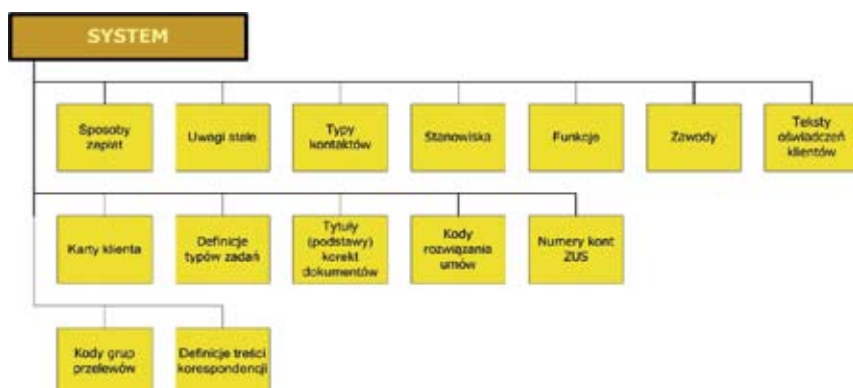 SYSTEM
Sposoby
zapłat
Uwagi stałe
Typy
kontaktów
Stanowiska
Funkcje
Zawody
Teksty
oświadczeń
klientów
Karty klienta
Definicje
typów zadań
Tytuły
(podstawy)
korekt
dokumentów
Kody
rozwiązania
umów
Numery kont
ZUS
Kody grup
przelewów
Definicje treści
korespondencji